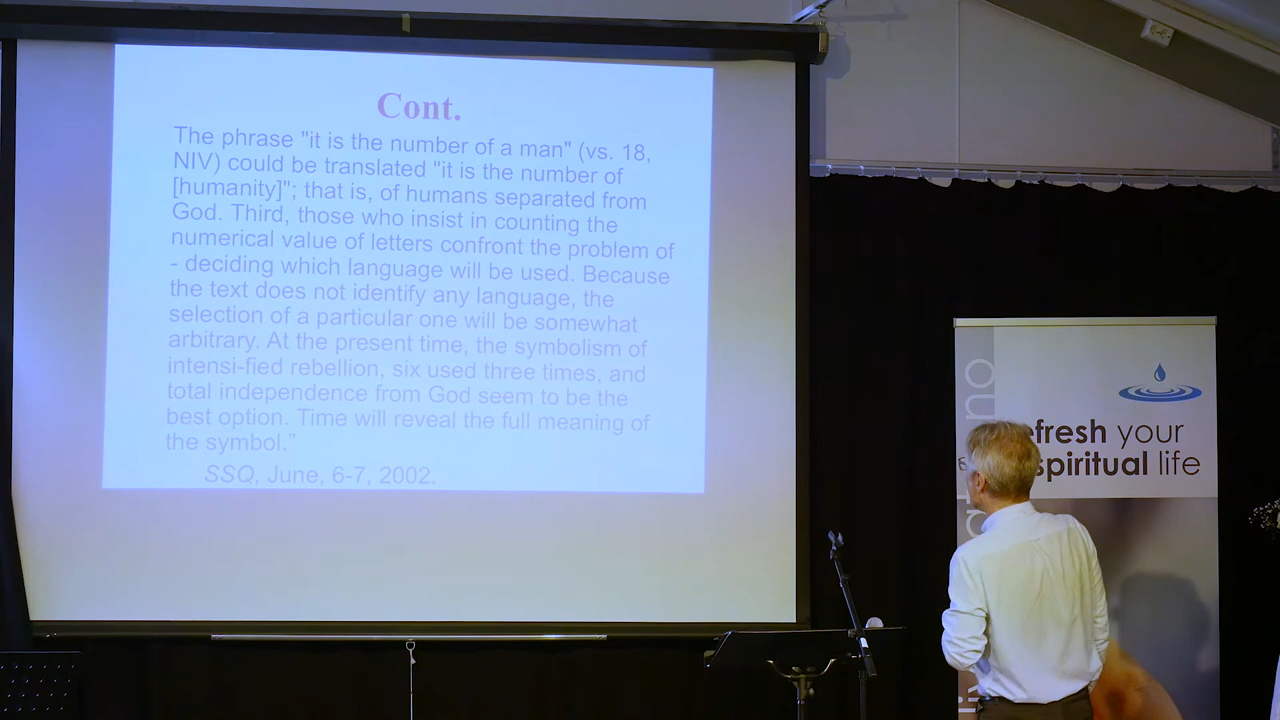 Cont.
The phrase "it is the number of a man" (vs. 18,
NIV) could be translated "it is the number of
[humanity]"; that is, of humans separated from
God. Third, those who insist in counting the
numerical value of letters confront the problem of
- deciding which language will be used. Because
the text does not identify any language, the
selection of a particular one will be somewhat
arbitrary. At the present time, the symbolism of
intensi-fied rebellion, six used three times, and
total independence from God seem to be the
best option. Time will reveal the full meaning of
the symbol."
SSQ, June, 6-7, 2002.
efresh your
spiritual life